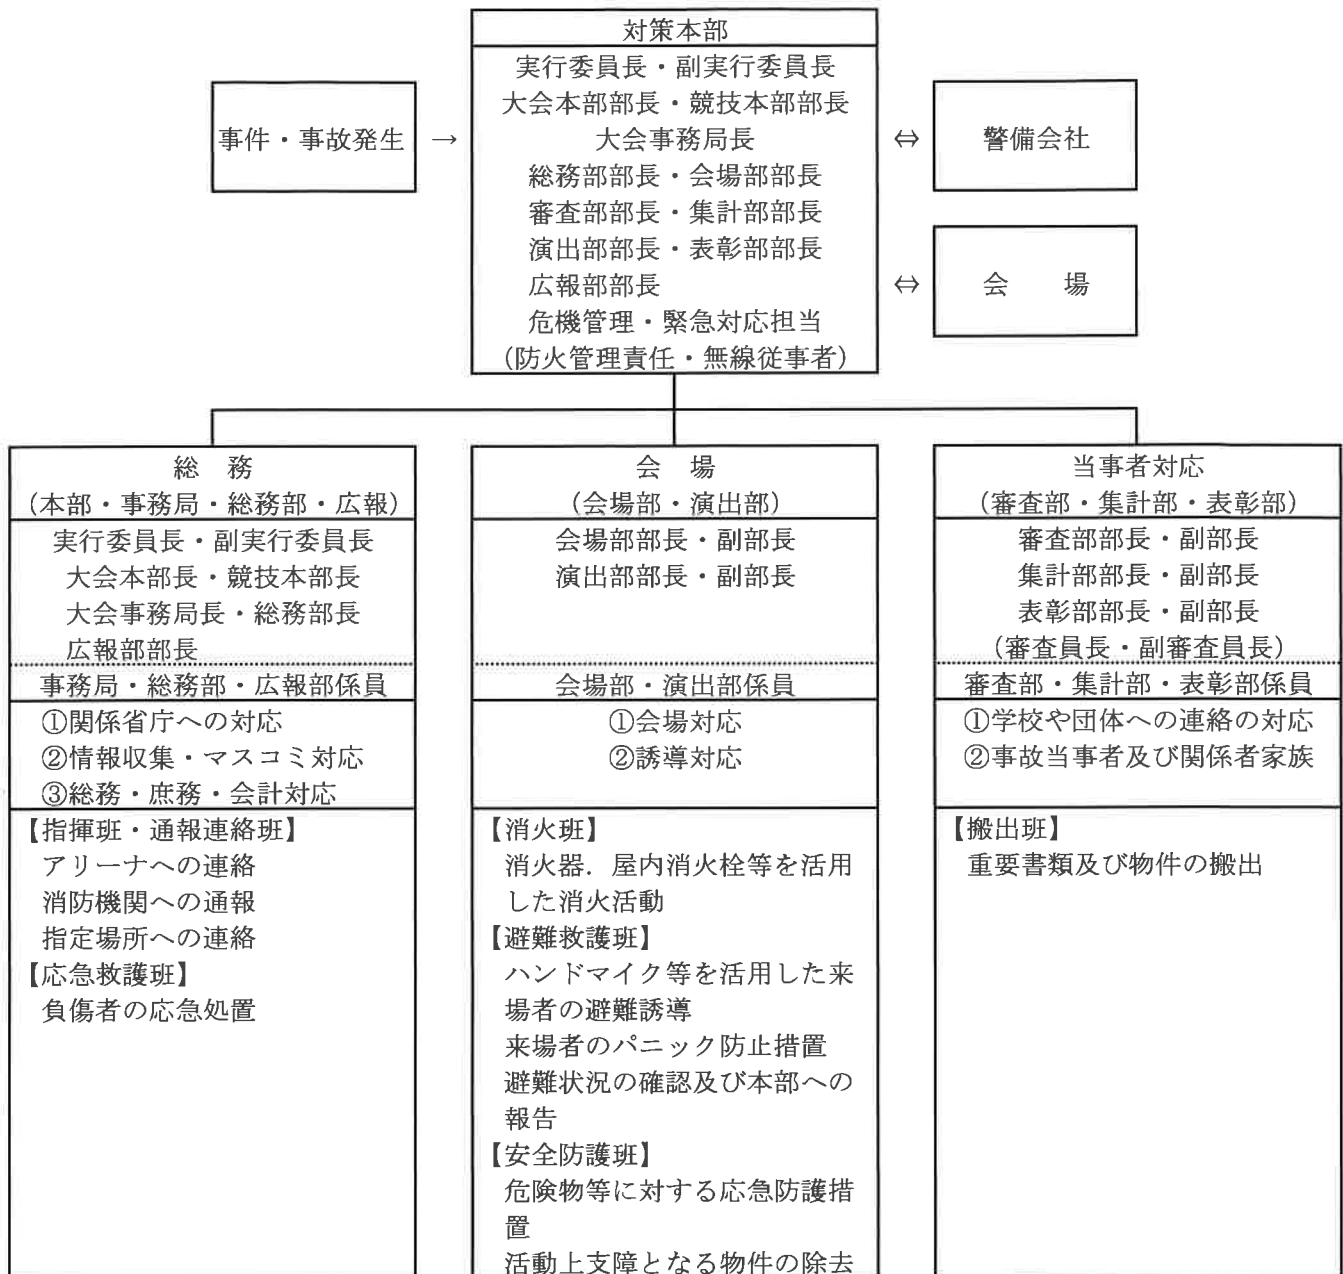 対策本部
実行委員長・副実行委員長
大会本部部長・競技本部部長
大会事務局長
総務部部長・会場部部長
審査部部長・集計部部長
演出部部長・表彰部部長
広報部部長
危機管理・緊急対応担当
(防火管理責任・無線従事者)
事件・事故発生
→
⇔
警備会社
⇔
会　場
総　務
(本部・事務局・総務部・広報)
実行委員長・副実行委員長
大会本部長・競技本部長
大会事務局長・総務部長
広報部部長
事務局・総務部・広報部係員
①関係省庁への対応
②情報収集・マスコミ対応
③総務・庶務・会計対応
【指揮班・通報連絡班】
アリーナへの連絡
消防機関への通報
指定場所への連絡
【応急救護班】
負傷者の応急処置
会　場
(会場部・演出部)
会場部部長・副部長
演出部部長・副部長
会場部・演出部係員
①会場対応
②誘導対応
【消火班】
消火器．屋内消火栓等を活用
した消火活動
【避難救護班】
ハンドマイク等を活用した来
場者の避難誘導
来場者のパニック防止措置
避難状況の確認及び本部への
報告
【安全防護班】
危険物等に対する応急防護措
置
活動上支障となる物件の除去
当事者対応
(審査部・集計部・表彰部)
審査部部長・副部長
集計部部長・副部長
表彰部部長・副部長
(審査員長・副審査員長)
審査部・集計部・表彰部係員
①学校や団体への連絡の対応
②事故当事者及び関係者家族
【搬出班】
重要書類及び物件の搬出